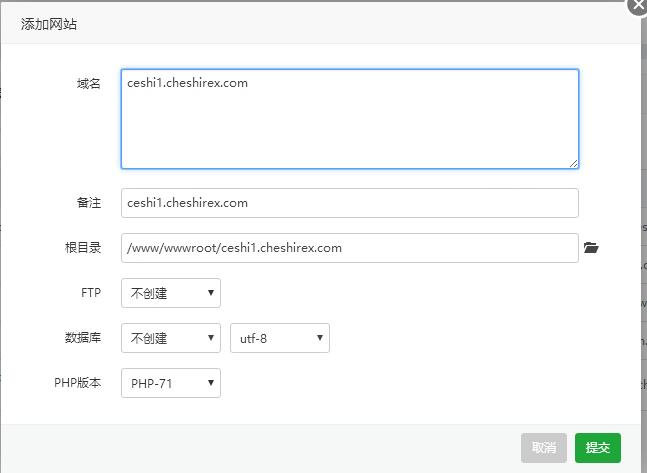 添加网站
域名
ceshi1.cheshirex.com
备注 ceshi1.cheshirex.com
根目录 /www/wwwroot/ceshi1.cheshirex.com
FTP 不创建
数据库 不创建 utf-8
PHP版本 PHP-71
取消 提交